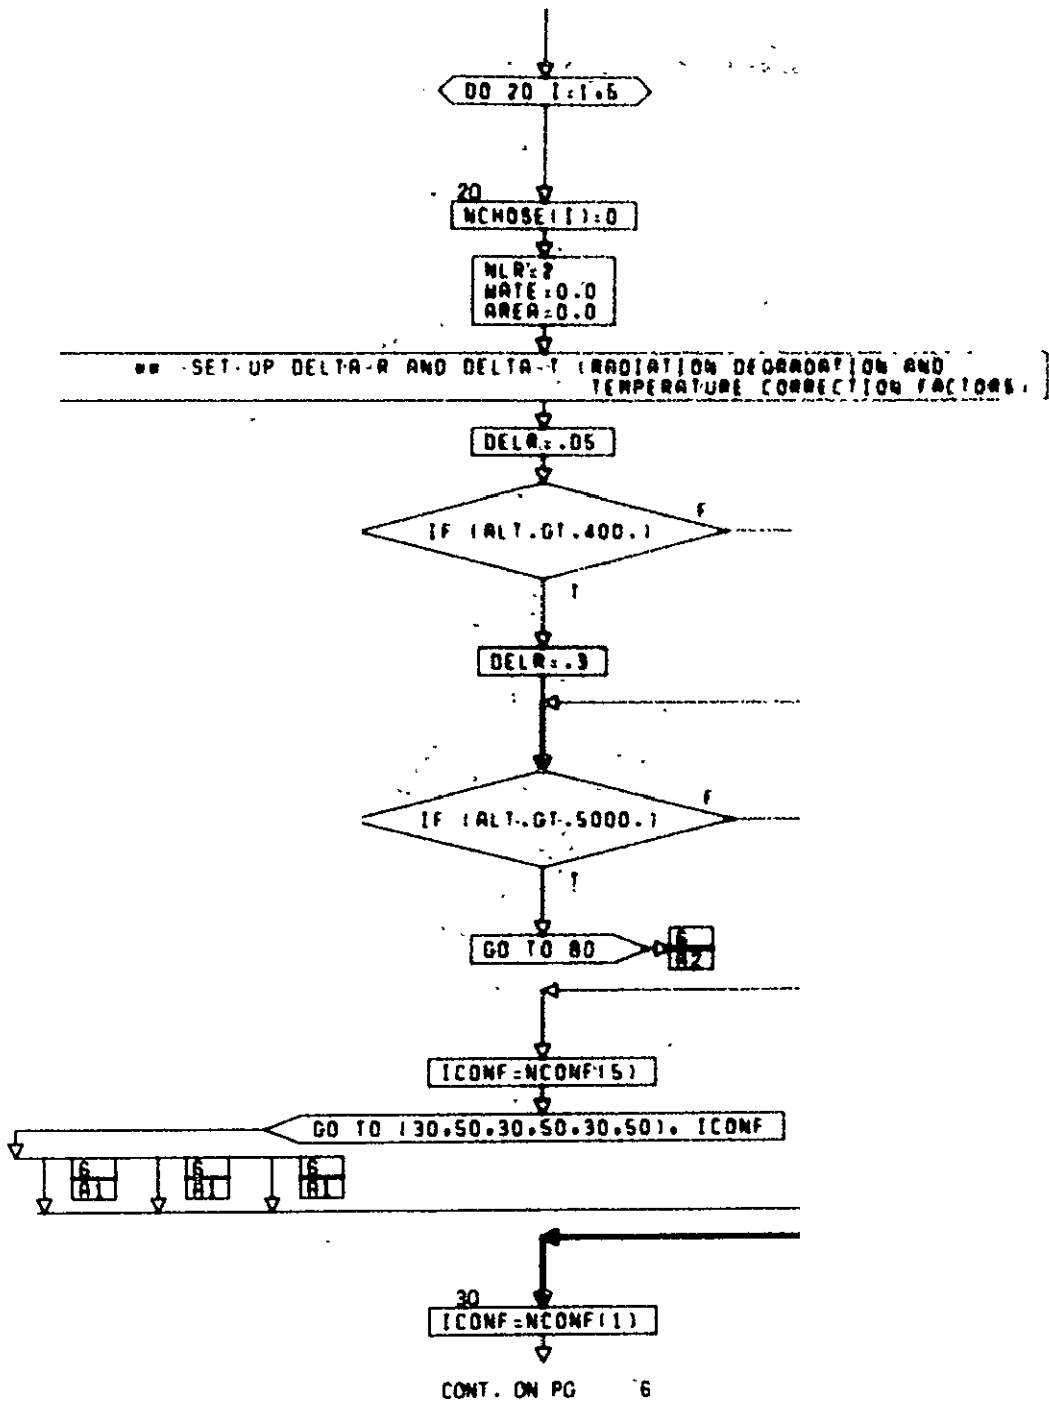 DO 20 I=1,6
20
NCHOSE(I)=0
NLR=2
WATE=0.0
AREA=0.0
** SET UP DELTA-R AND DELTA-T (RADIATION DEGRADATION AND
TEMPERATURE CORRECTION FACTORS)
DELR=.05
IF (ALT.GT.400.)
F
T
DELR=.3
IF (ALT.GT.5000.)
F
T
GO TO 80
6
A2
ICONF=NCONF(5)
GO TO (30,50,30,50,30,50), ICONF
6 6 6
A1 A1 A1
30
ICONF=NCONF(1)
CONT. ON PG 6